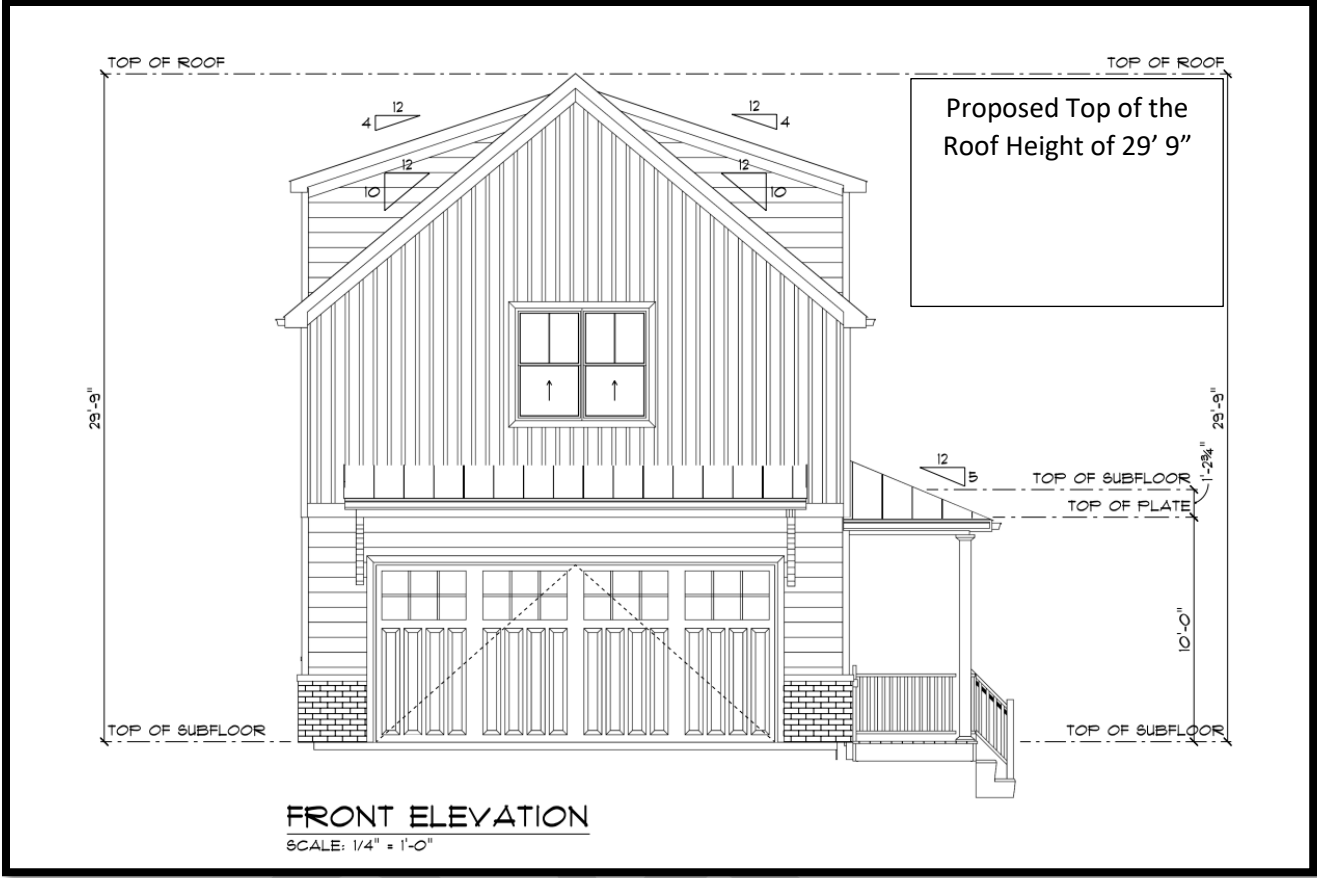 TOP OF ROOF
TOP OF ROOF
Proposed Top of the
Roof Height of 29’ 9”
12
4
12
4
12
10
12
10
29'-9"
29'-9"
1'-2¾"
12
5
TOP OF SUBFLOOR
TOP OF PLATE
10'-0"
TOP OF SUBFLOOR
TOP OF SUBFLOOR
FRONT ELEVATION
SCALE: 1/4" = 1'-0"